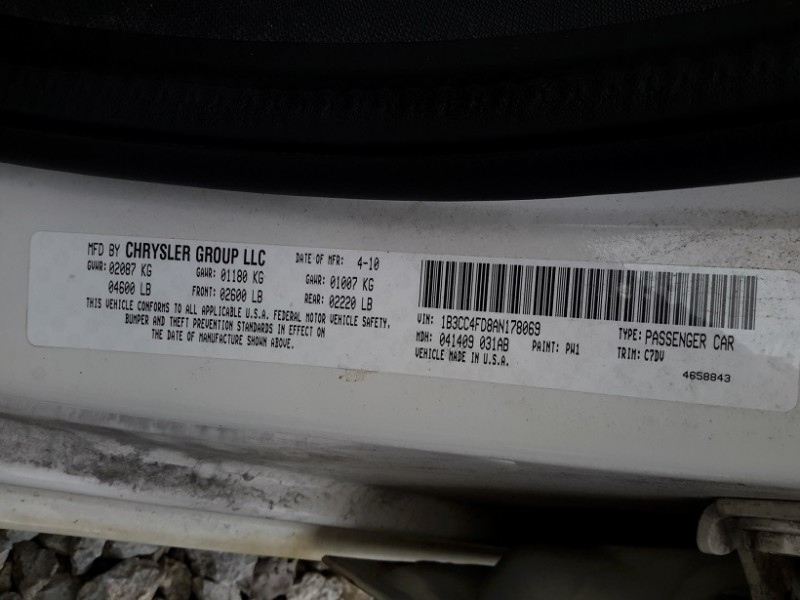 MFD BY CHRYSLER GROUP LLC DATE OF MFR: 4-10
GVWR: 02087 KG GAWR: 01180 KG GAWR: 01007 KG
04600 LB FRONT: 02600 LB REAR: 02220 LB
THIS VEHICLE CONFORMS TO ALL APPLICABLE U.S.A. FEDERAL MOTOR VEHICLE SAFETY,
BUMPER AND THEFT PREVENTION STANDARDS IN EFFECT ON
THE DATE OF MANUFACTURE SHOWN ABOVE.
VIN: 1B3CC4FD8AN178069 TYPE: PASSENGER CAR
MDH: 041409 031AB PAINT: PW1 TRIM: C7DV
VEHICLE MADE IN U.S.A.
4658843